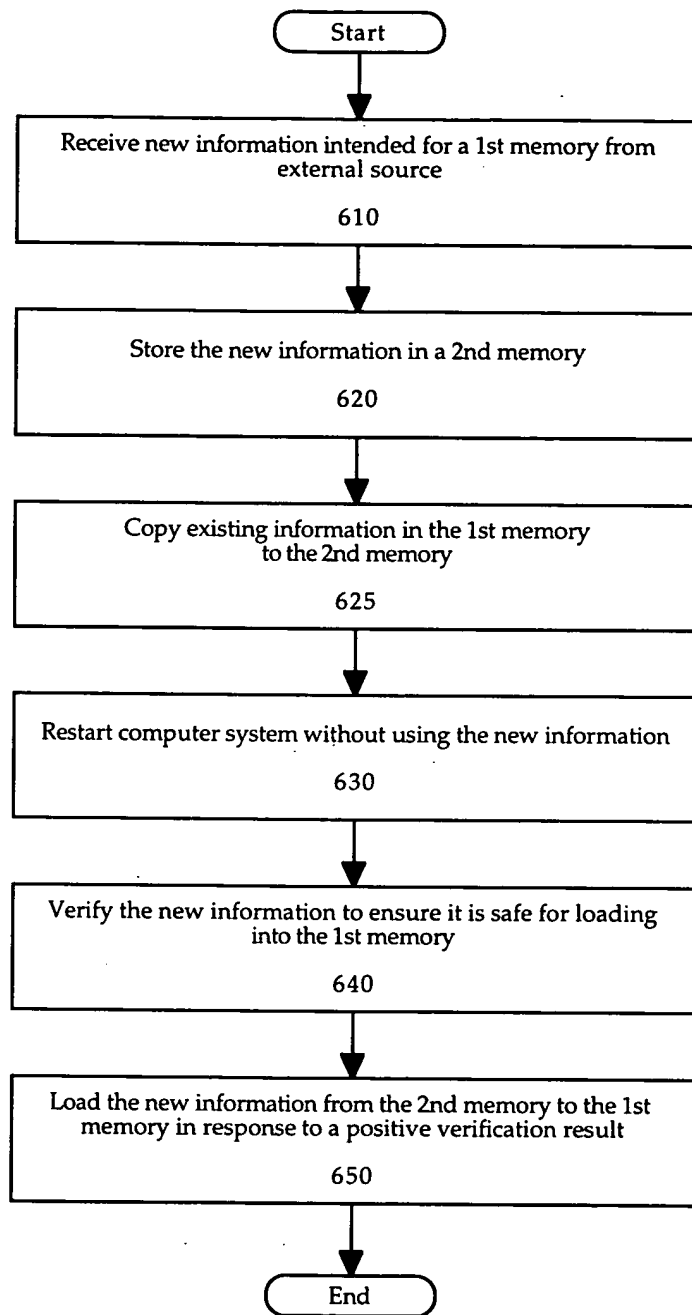 Start
Receive new information intended for a 1st memory from
external source
610
Store the new information in a 2nd memory
620
Copy existing information in the 1st memory
to the 2nd memory
625
Restart computer system without using the new information
630
Verify the new information to ensure it is safe for loading
into the 1st memory
640
Load the new information from the 2nd memory to the 1st
memory in response to a positive verification result
650
End